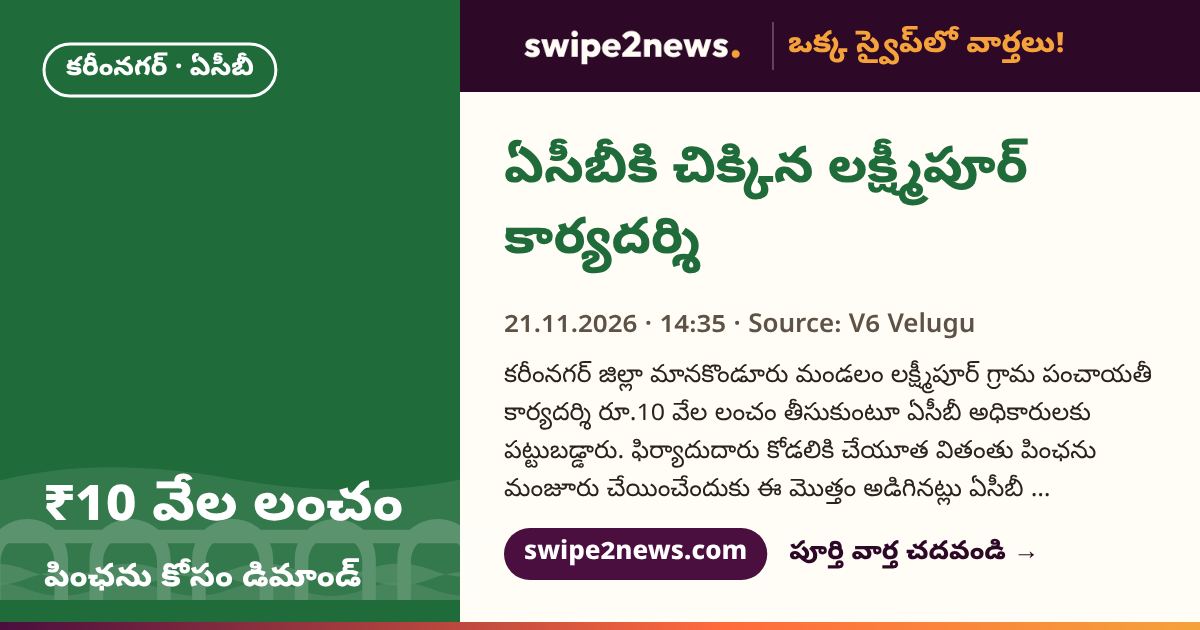 కరీంనగర్ · ఏసీబీ
₹10 వేల లంచం
పింఛను కోసం డిమాండ్
swipe2news.
ఒక్క స్వైప్‌లో వార్తలు!
ఏసీబీకి చిక్కిన లక్ష్మీపూర్
కార్యదర్శి
21.11.2026 · 14:35 · Source: V6 Velugu
కరీంనగర్ జిల్లా మానకొండూరు మండలం లక్ష్మీపూర్ గ్రామ పంచాయతీ
కార్యదర్శి రూ.10 వేల లంచం తీసుకుంటూ ఏసీబీ అధికారులకు
పట్టుబడ్డారు. ఫిర్యాదుదారు కోడలికి చేయూత వితంతు పింఛను
మంజూరు చేయించేందుకు ఈ మొత్తం అడిగినట్లు ఏసీబీ ...
swipe2news.com
పూర్తి వార్త చదవండి →